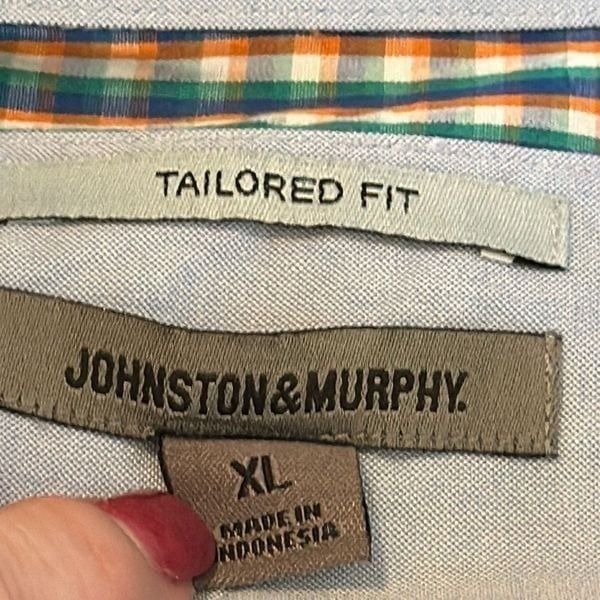 TAILORED FIT
JOHNSTON&MURPHY.
XL
MADE IN
INDONESIA